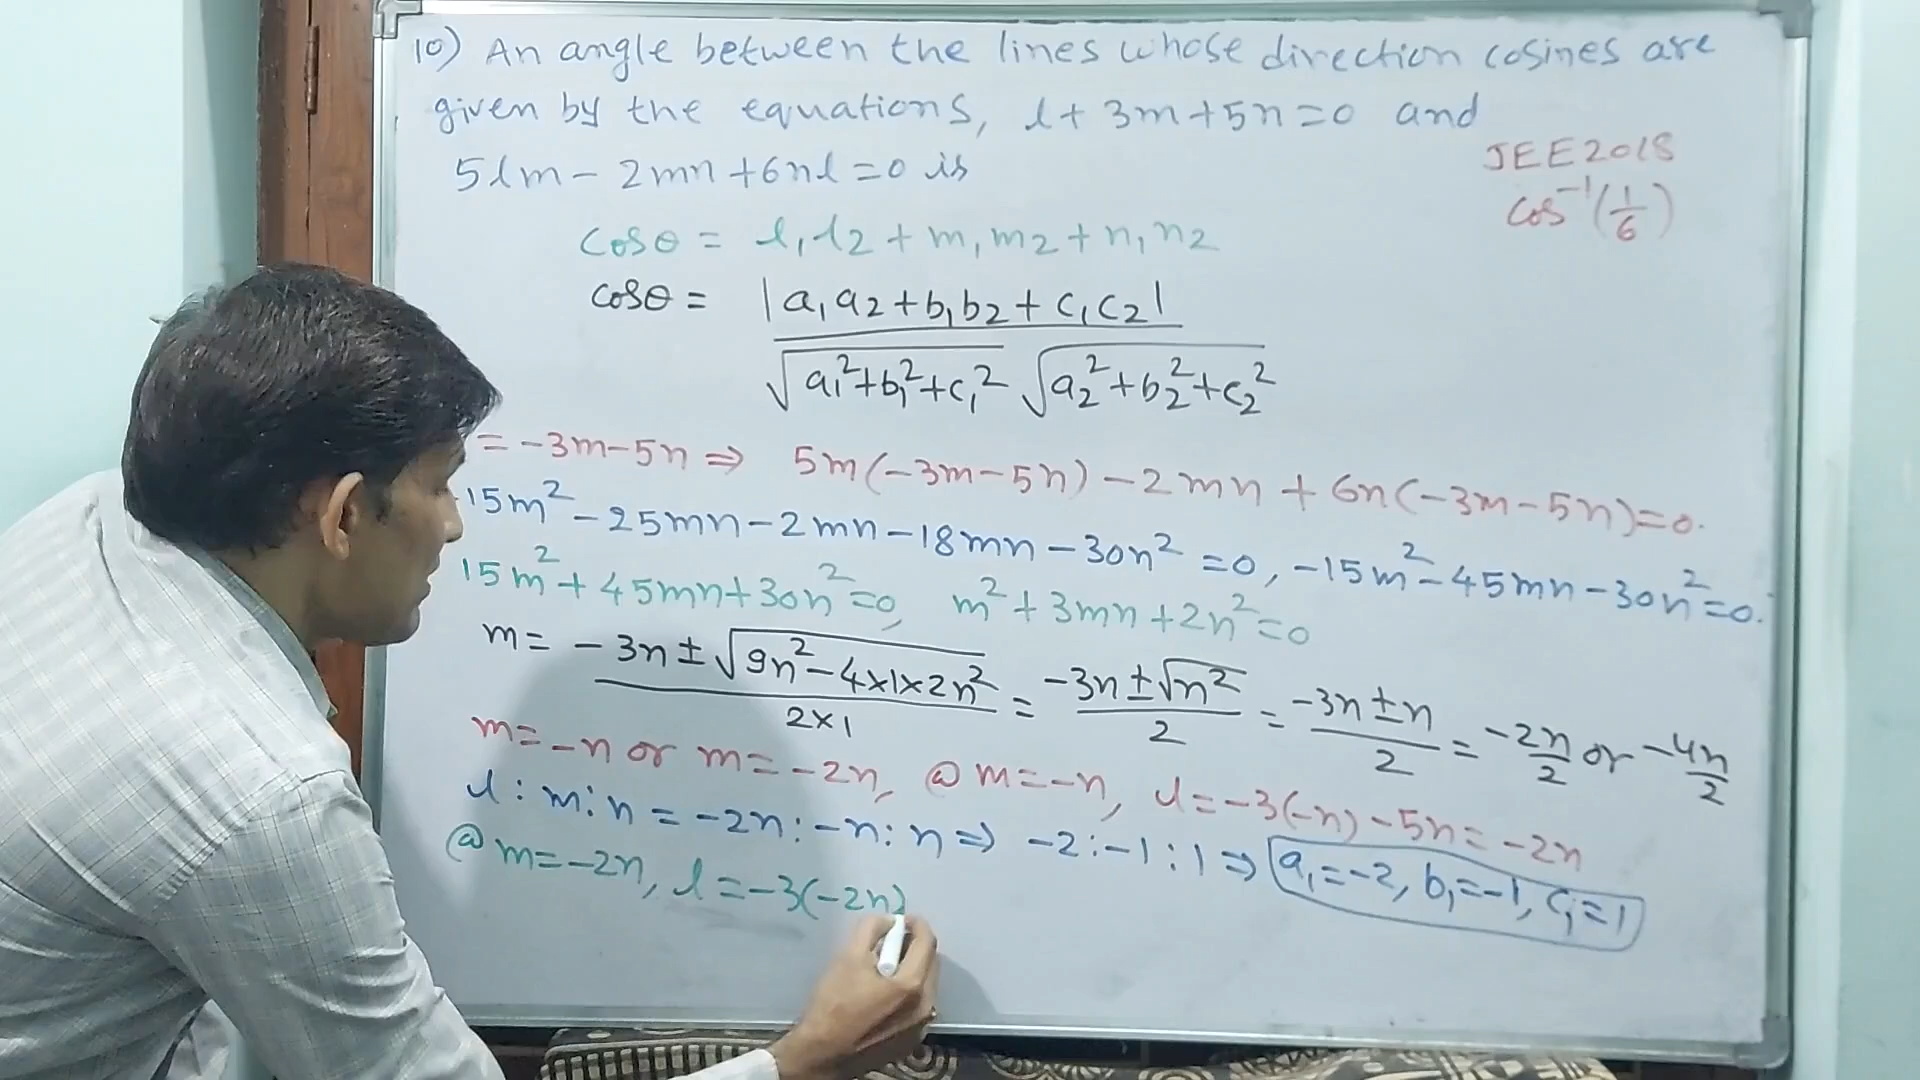 10) An angle between the lines whose direction cosines are
given by the equations, l + 3m + 5n = 0 and
5lm - 2mn + 6nl = 0 is
JEE 2018
cos⁻¹(1/6)
cosθ = l₁l₂ + m₁m₂ + n₁n₂
cosθ = |a₁a₂ + b₁b₂ + c₁c₂| / √(a₁² + b₁² + c₁²) √(a₂² + b₂² + c₂²)
= -3m - 5n ⇒ 5m(-3m - 5n) - 2mn + 6n(-3m - 5n) = 0.
-15m² - 25mn - 2mn - 18mn - 30n² = 0, -15m² - 45mn - 30n² = 0.
15m² + 45mn + 30n² = 0, m² + 3mn + 2n² = 0
m = (-3n ± √(9n² - 4×1×2n²)) / (2×1) = (-3n ± √n²) / 2 = (-3n ± n) / 2 = -2n/2 or -4n/2
m = -n or m = -2n, @ m = -n, l = -3(-n) - 5n = -2n
l : m : n = -2n : -n : n ⇒ -2 : -1 : 1 ⇒ a₁ = -2, b₁ = -1, c₁ = 1
@ m = -2n, l = -3(-2n)